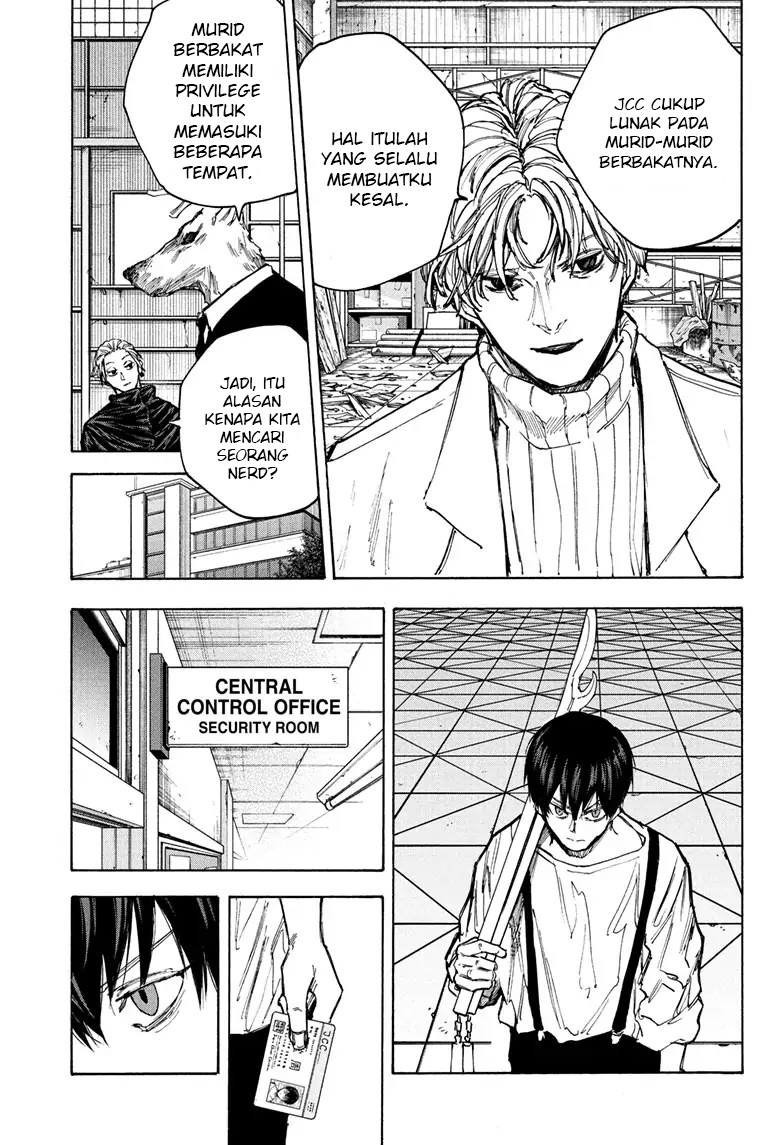 JCC CUKUP
LUNAK PADA
MURID-MURID
BERBAKATNYA.
HAL ITULAH
YANG SELALU
MEMBUATKU
KESAL.
MURID
BERBAKAT
MEMILIKI
PRIVILEGE
UNTUK
MEMASUKI
BEBERAPA
TEMPAT.
JADI, ITU
ALASAN
KENAPA KITA
MENCARI
SEORANG
NERD?
CENTRAL
CONTROL OFFICE
SECURITY ROOM
JCC